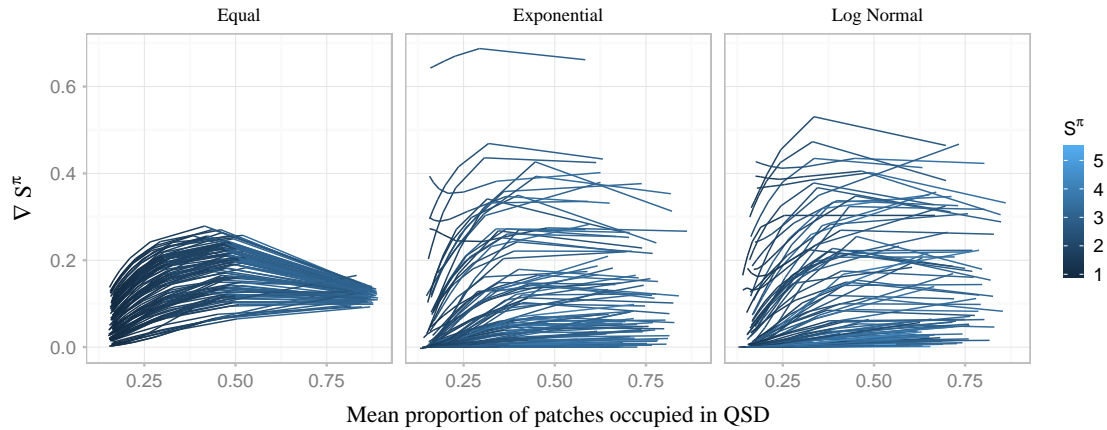 Equal Exponential Log Normal
0.6
0.4
0.2
0.0
∇ S^π
0.25 0.50 0.75 0.25 0.50 0.75 0.25 0.50 0.75
Mean proportion of patches occupied in QSD
S^π
5
4
3
2
1